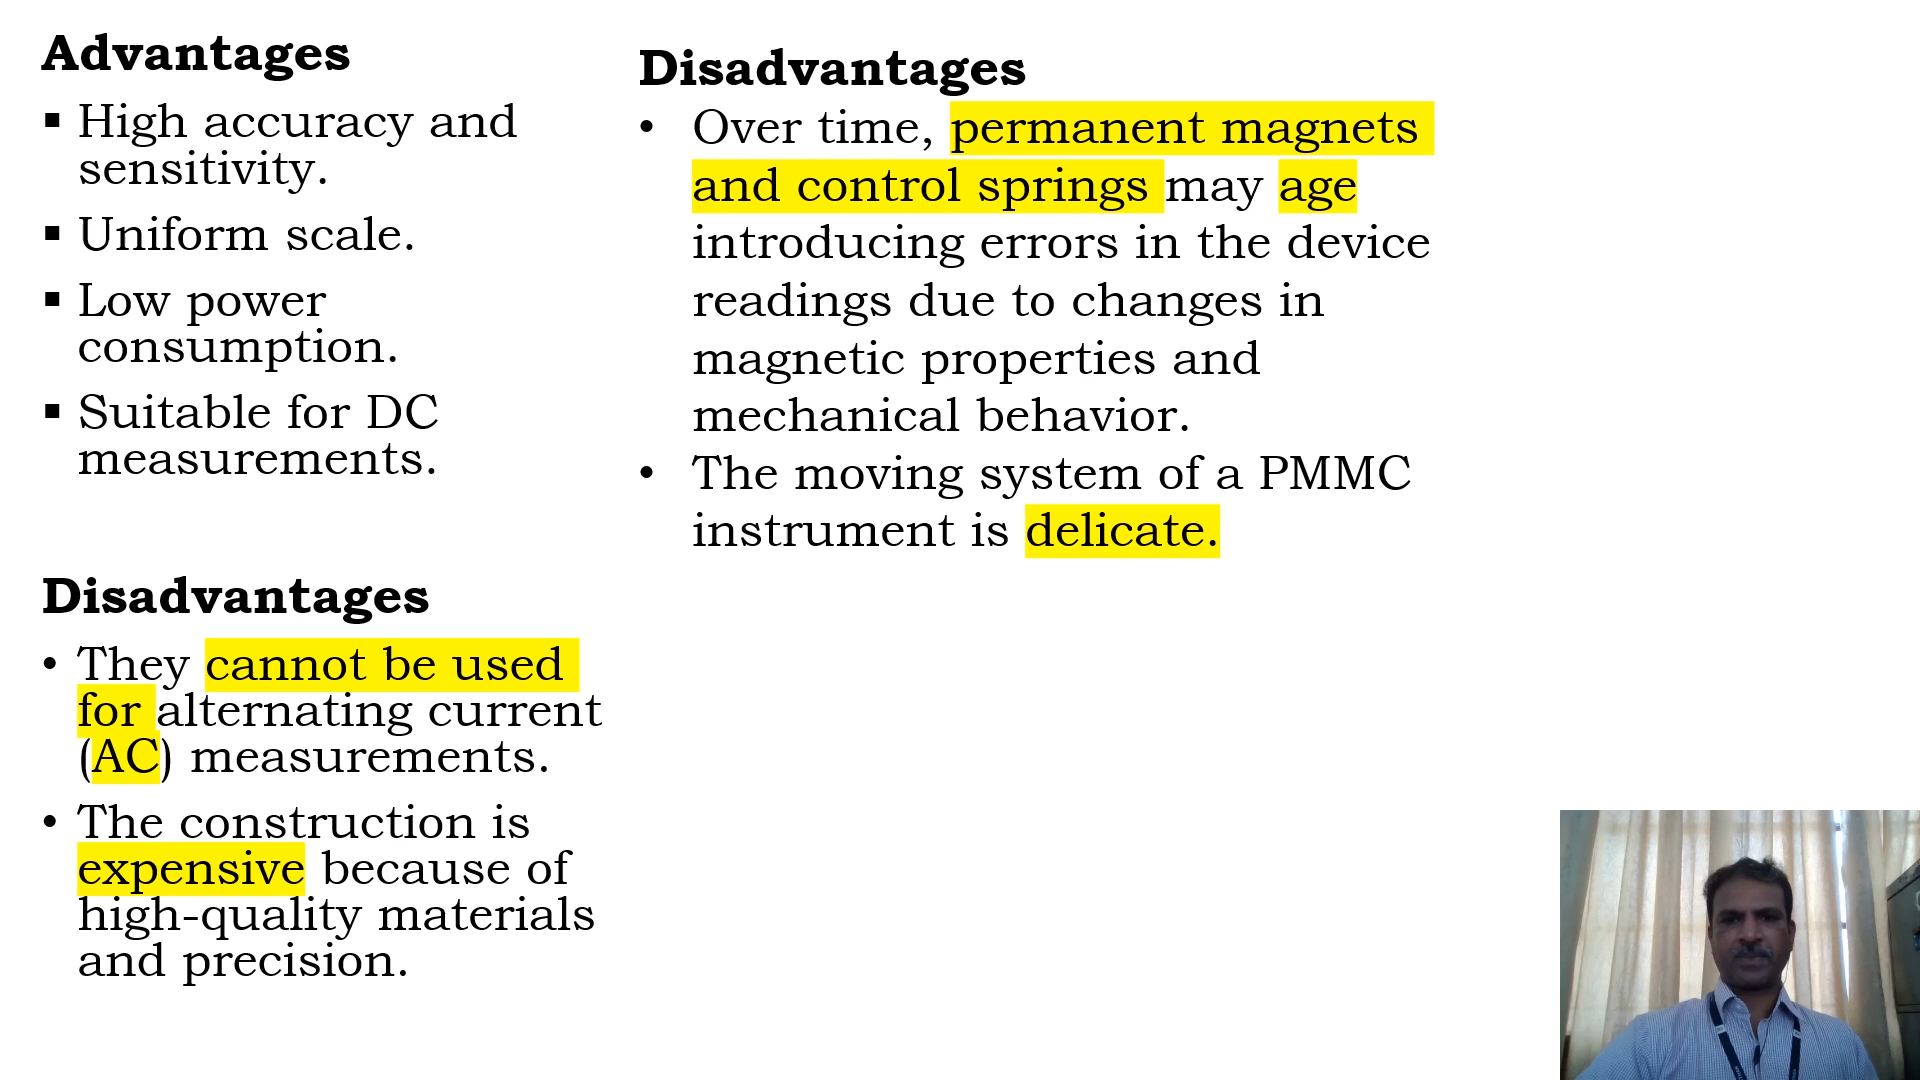 Advantages
▪ High accuracy and
sensitivity.
▪ Uniform scale.
▪ Low power
consumption.
▪ Suitable for DC
measurements.
Disadvantages
• They cannot be used
for alternating current
(AC) measurements.
• The construction is
expensive because of
high-quality materials
and precision.
Disadvantages
• Over time, permanent magnets
and control springs may age
introducing errors in the device
readings due to changes in
magnetic properties and
mechanical behavior.
• The moving system of a PMMC
instrument is delicate.